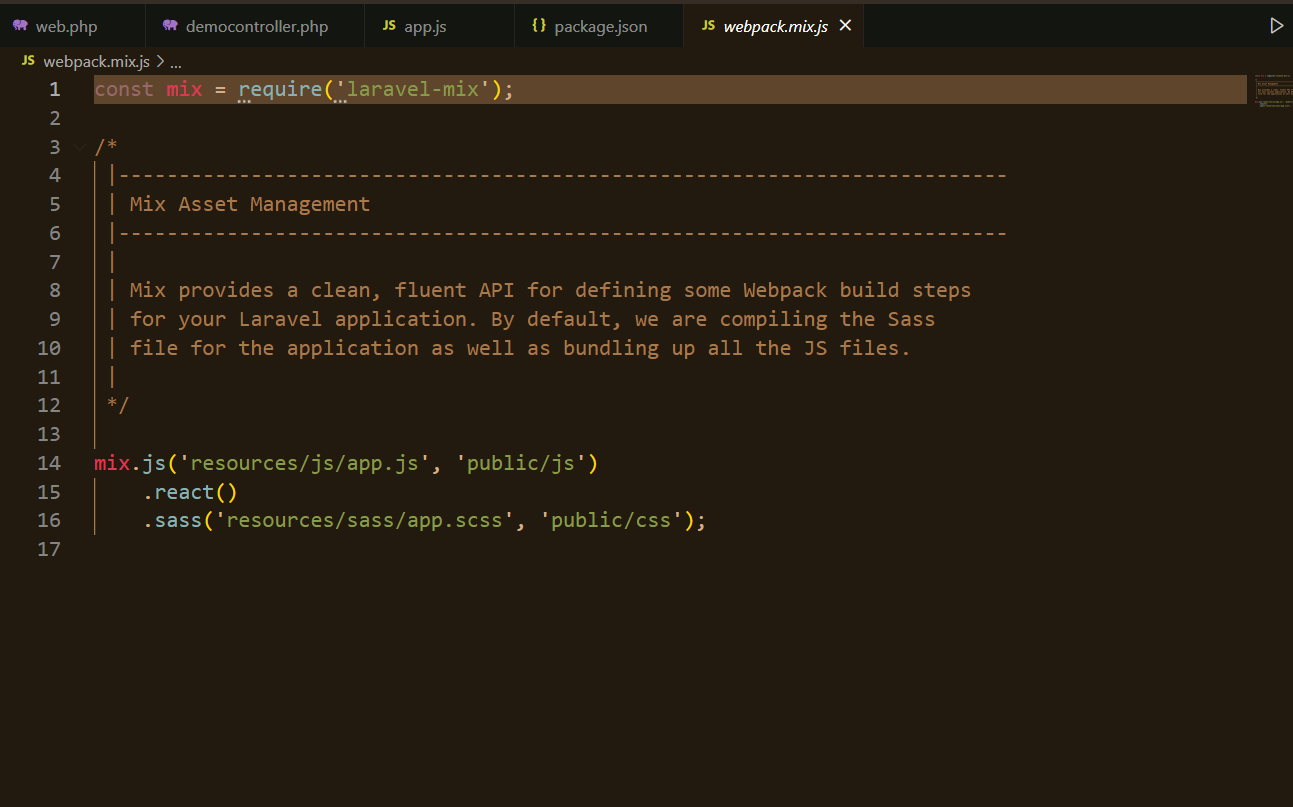 web.php
democontroller.php
JS app.js
{} package.json
JS webpack.mix.js ×
JS webpack.mix.js > ...
1 const mix = require('laravel-mix');
2
3 /*
4 |--------------------------------------------------------------------------
5 | Mix Asset Management
6 |--------------------------------------------------------------------------
7 |
8 | Mix provides a clean, fluent API for defining some Webpack build steps
9 | for your Laravel application. By default, we are compiling the Sass
10 | file for the application as well as bundling up all the JS files.
11 |
12 */
13
14 mix.js('resources/js/app.js', 'public/js')
15 .react()
16 .sass('resources/sass/app.scss', 'public/css');
17